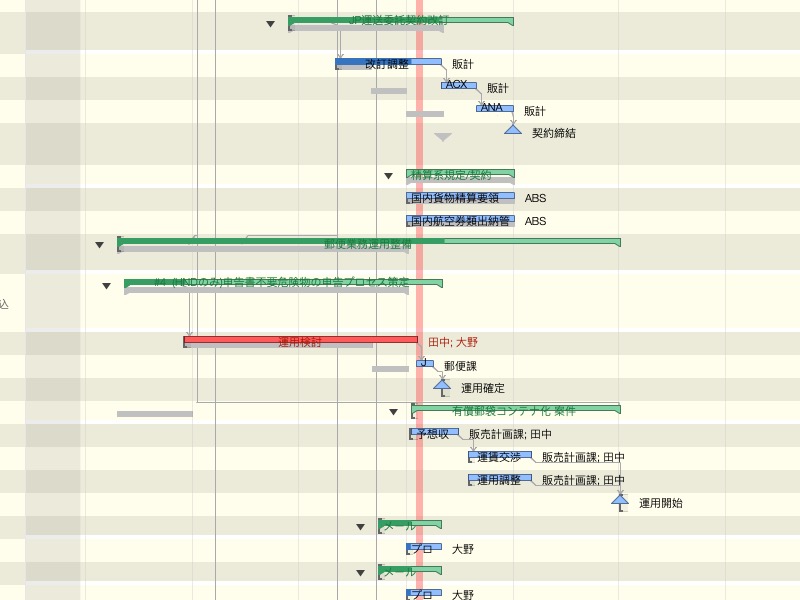 JP運送委託契約改訂
改訂調整 販計
ACX 販計
ANA 販計
契約締結
精算系規定/契約
国内貨物精算要領 ABS
国内航空券類出納管 ABS
郵便業務運用整備
#4 (HNDのみ)申告書不要危険物の申告プロセス策定
込
運用検討 田中; 大野
J 郵便課
運用確定
有償郵袋コンテナ化 案件
予想収 販売計画課; 田中
運賃交渉 販売計画課; 田中
運用調整 販売計画課; 田中
運用開始
メール
プロ 大野
メール
プロ 大野